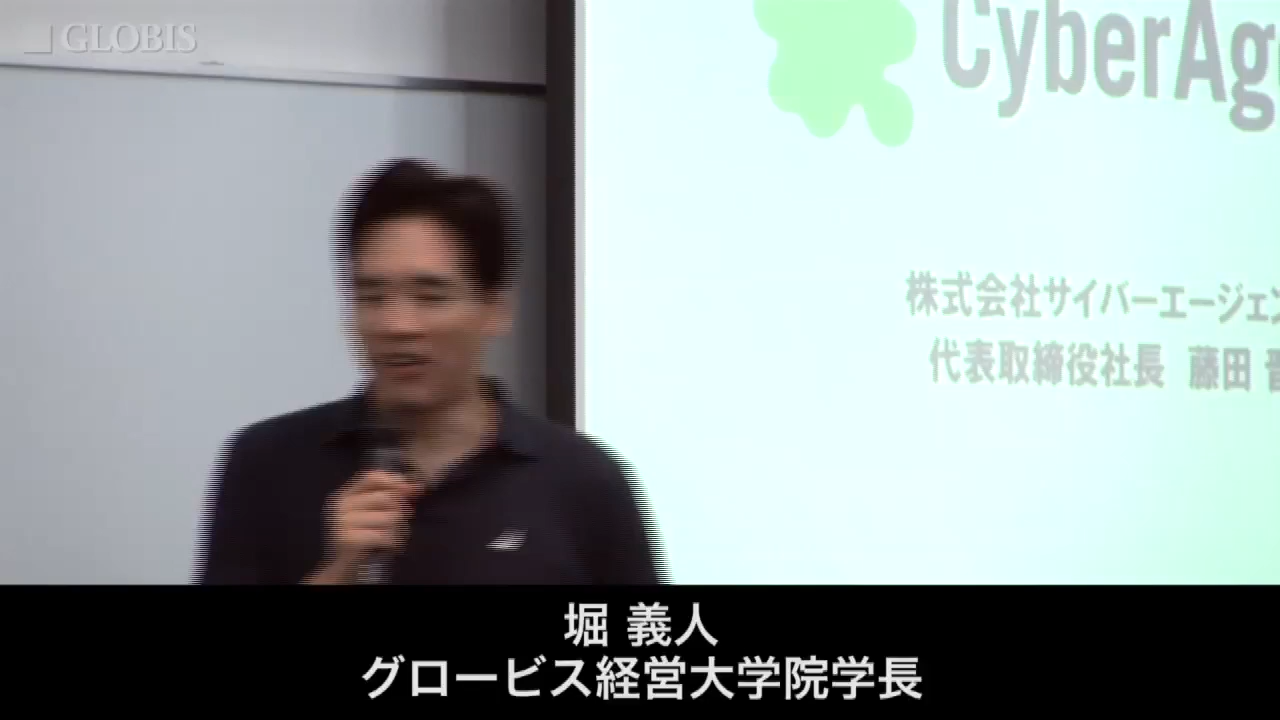 GLOBIS
CyberAg
株式会社サイバーエージェン
代表取締役社長 藤田 晋
堀 義人
グロービス経営大学院学長